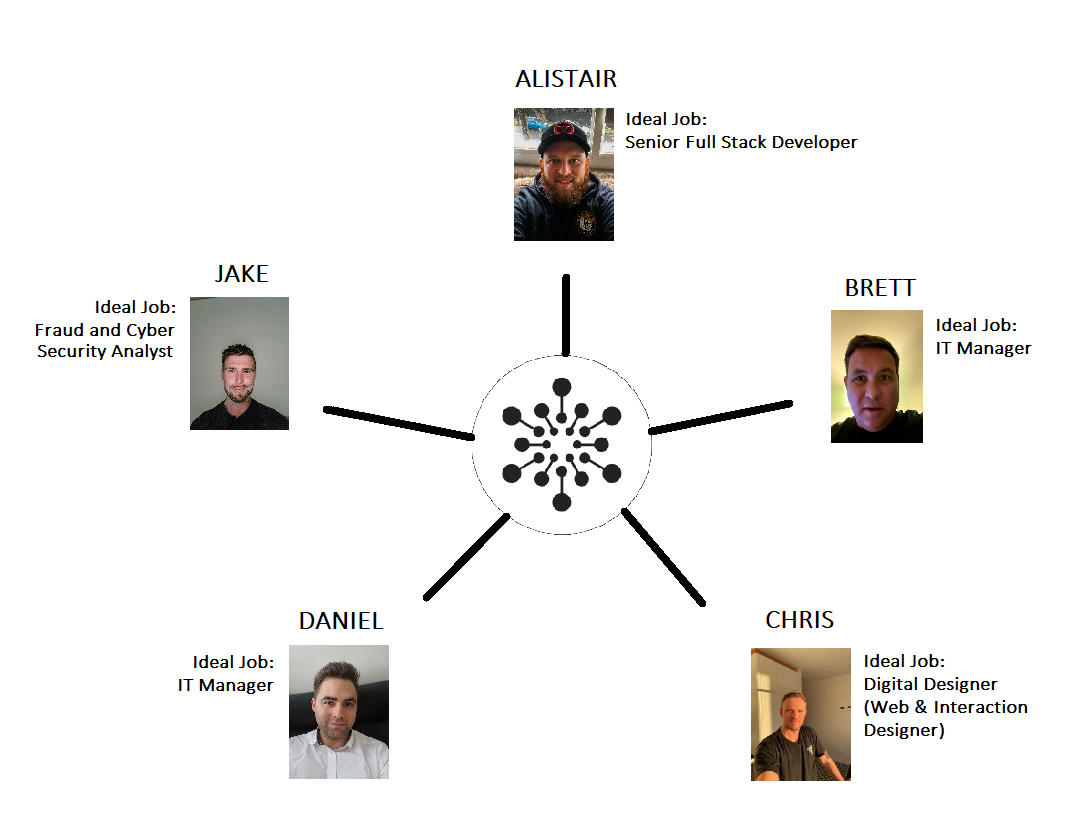 ALISTAIR
Ideal Job:
Senior Full Stack Developer
JAKE
Ideal Job:
Fraud and Cyber
Security Analyst
BRETT
Ideal Job:
IT Manager
DANIEL
Ideal Job:
IT Manager
CHRIS
Ideal Job:
Digital Designer
(Web & Interaction
Designer)